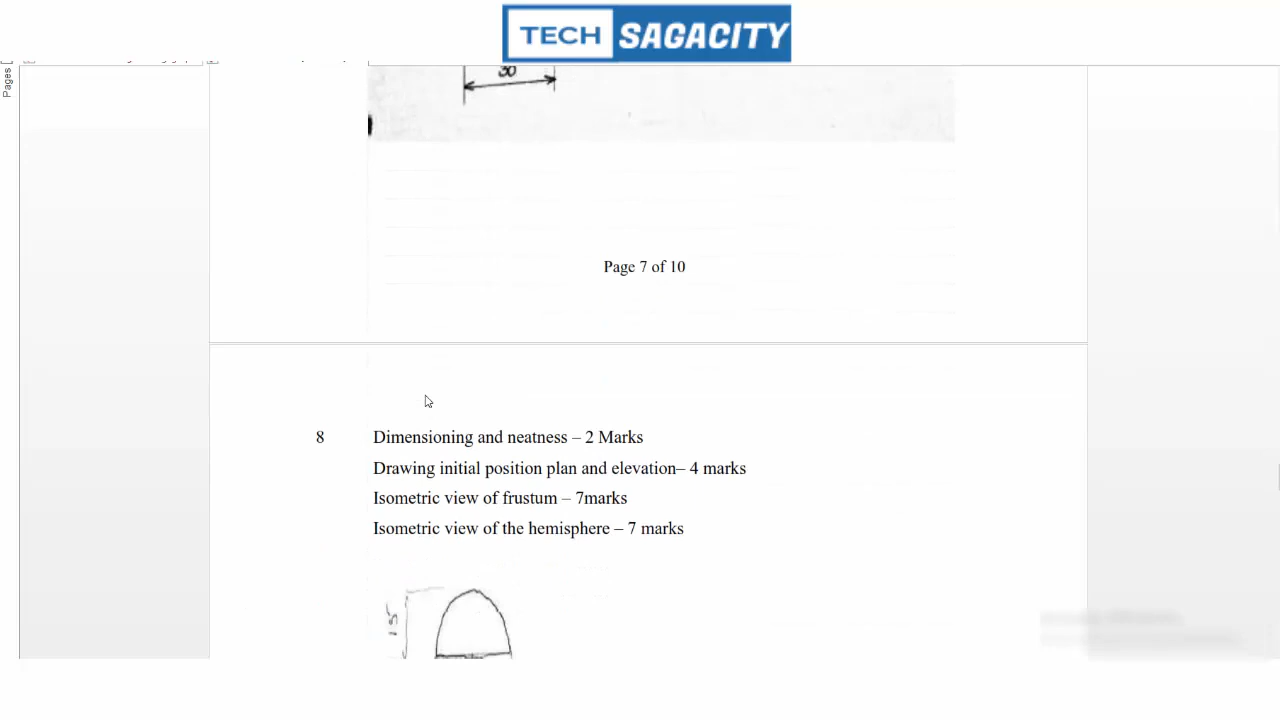 TECH SAGACITY
Pages
30
Page 7 of 10
8 Dimensioning and neatness – 2 Marks
Drawing initial position plan and elevation– 4 marks
Isometric view of frustum – 7marks
Isometric view of the hemisphere – 7 marks
15